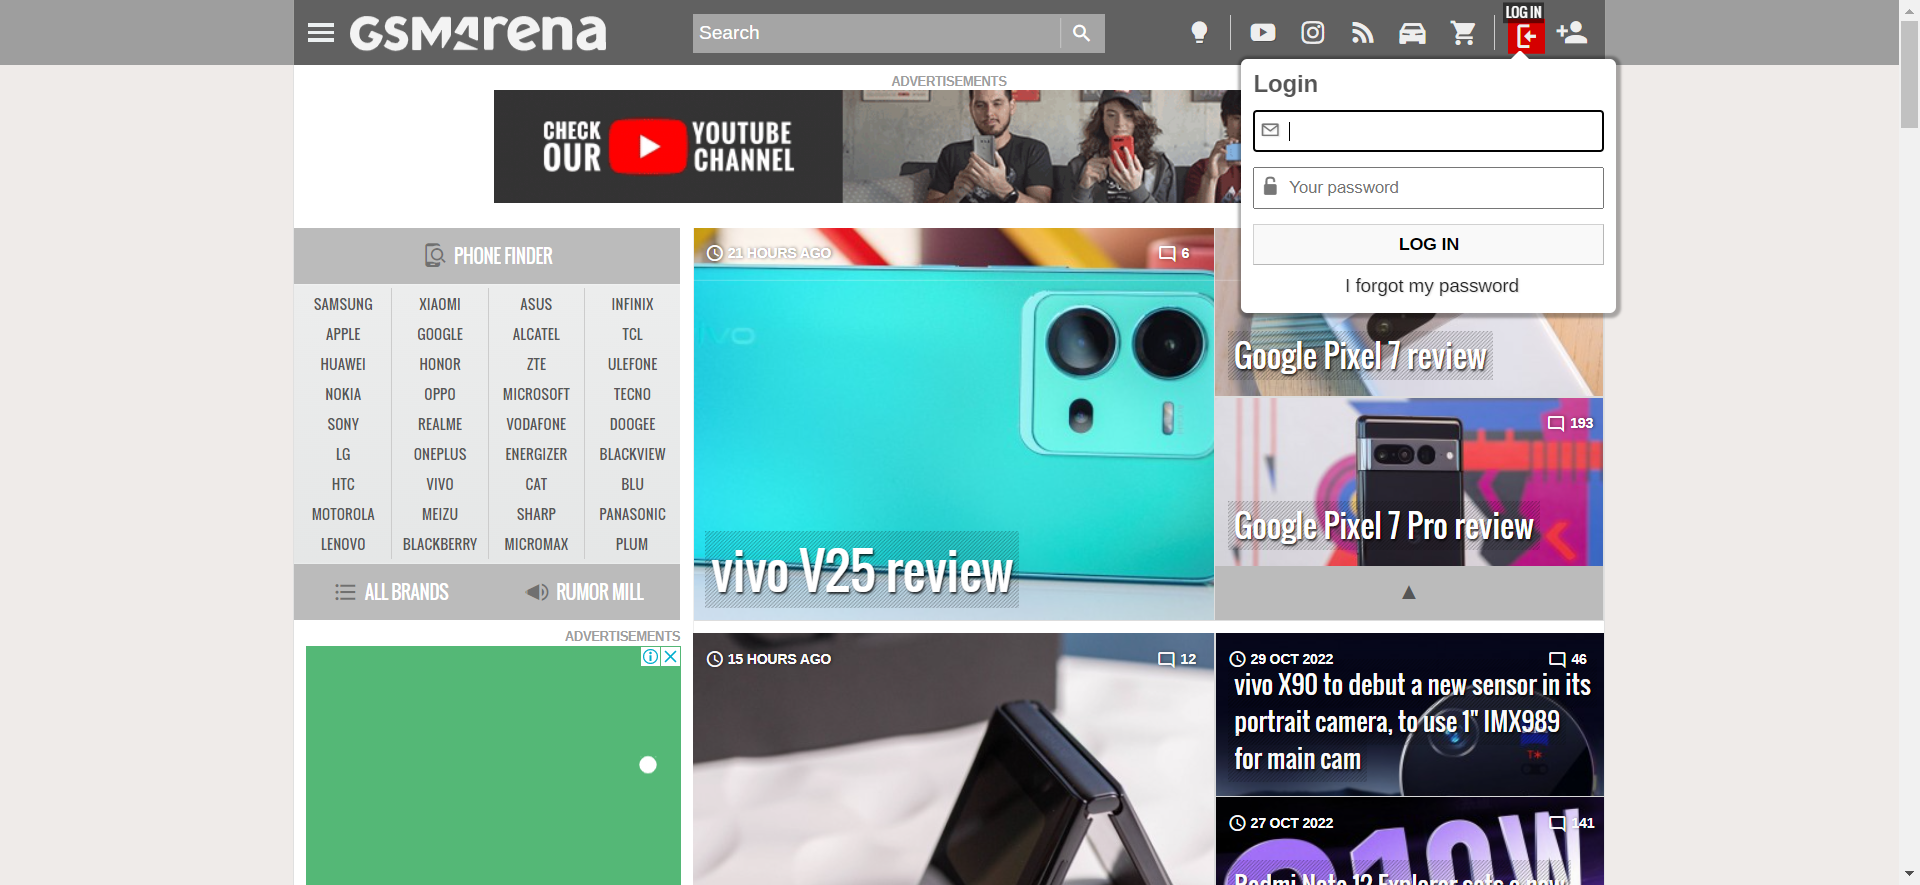 GSMArena
Search
LOG IN
Login
Your password
LOG IN
I forgot my password
ADVERTISEMENTS
CHECK OUR YOUTUBE CHANNEL
PHONE FINDER
SAMSUNG XIAOMI ASUS INFINIX
APPLE GOOGLE ALCATEL TCL
HUAWEI HONOR ZTE ULEFONE
NOKIA OPPO MICROSOFT TECNO
SONY REALME VODAFONE DOOGEE
LG ONEPLUS ENERGIZER BLACKVIEW
HTC VIVO CAT BLU
MOTOROLA MEIZU SHARP PANASONIC
LENOVO BLACKBERRY MICROMAX PLUM
ALL BRANDS RUMOR MILL
ADVERTISEMENTS
21 HOURS AGO 6
vivo
vivo V25 review
Google Pixel 7 review
193
Google Pixel 7 Pro review
15 HOURS AGO 12
29 OCT 2022 46
vivo X90 to debut a new sensor in its
portrait camera, to use 1" IMX989
for main cam
27 OCT 2022 141
Redmi Note 12 Explorer sets a new